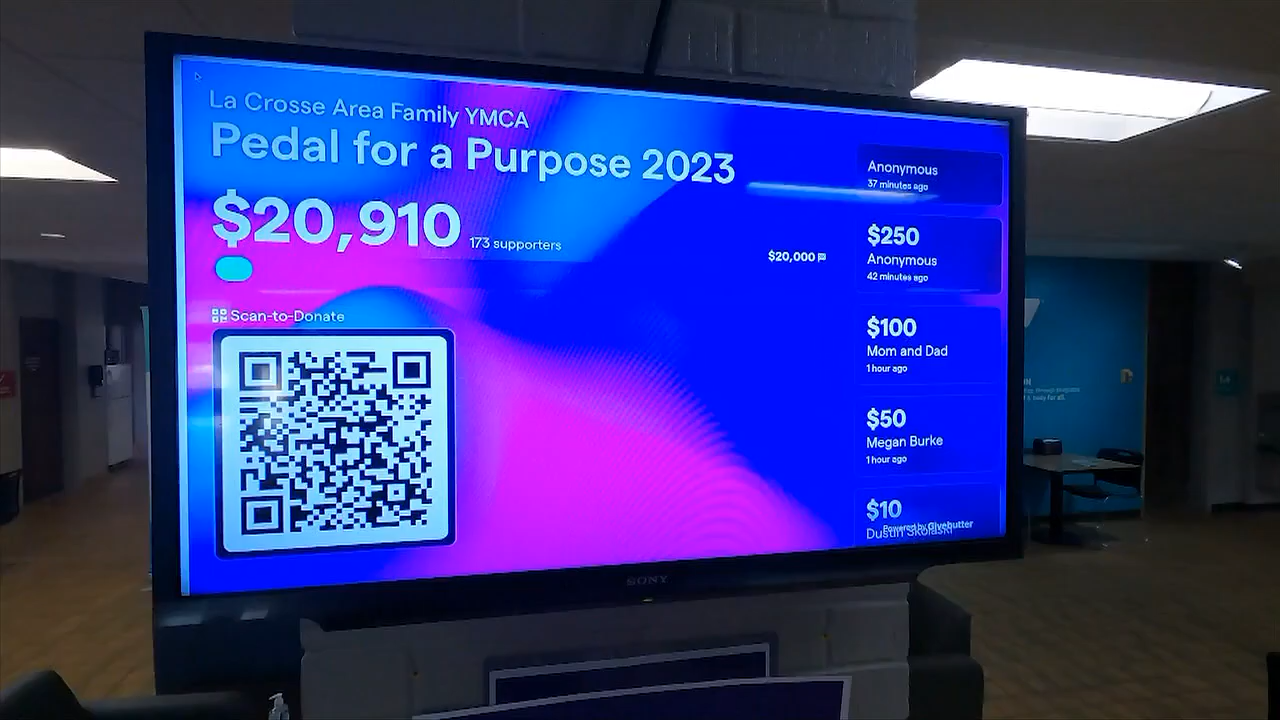 La Crosse Area Family YMCA
Pedal for a Purpose 2023
$20,910 173 supporters
$20,000
Scan-to-Donate
Anonymous
37 minutes ago
$250
Anonymous
42 minutes ago
$100
Mom and Dad
1 hour ago
$50
Megan Burke
1 hour ago
$10
Powered by Givebutter
Dustin Skolaski
SONY